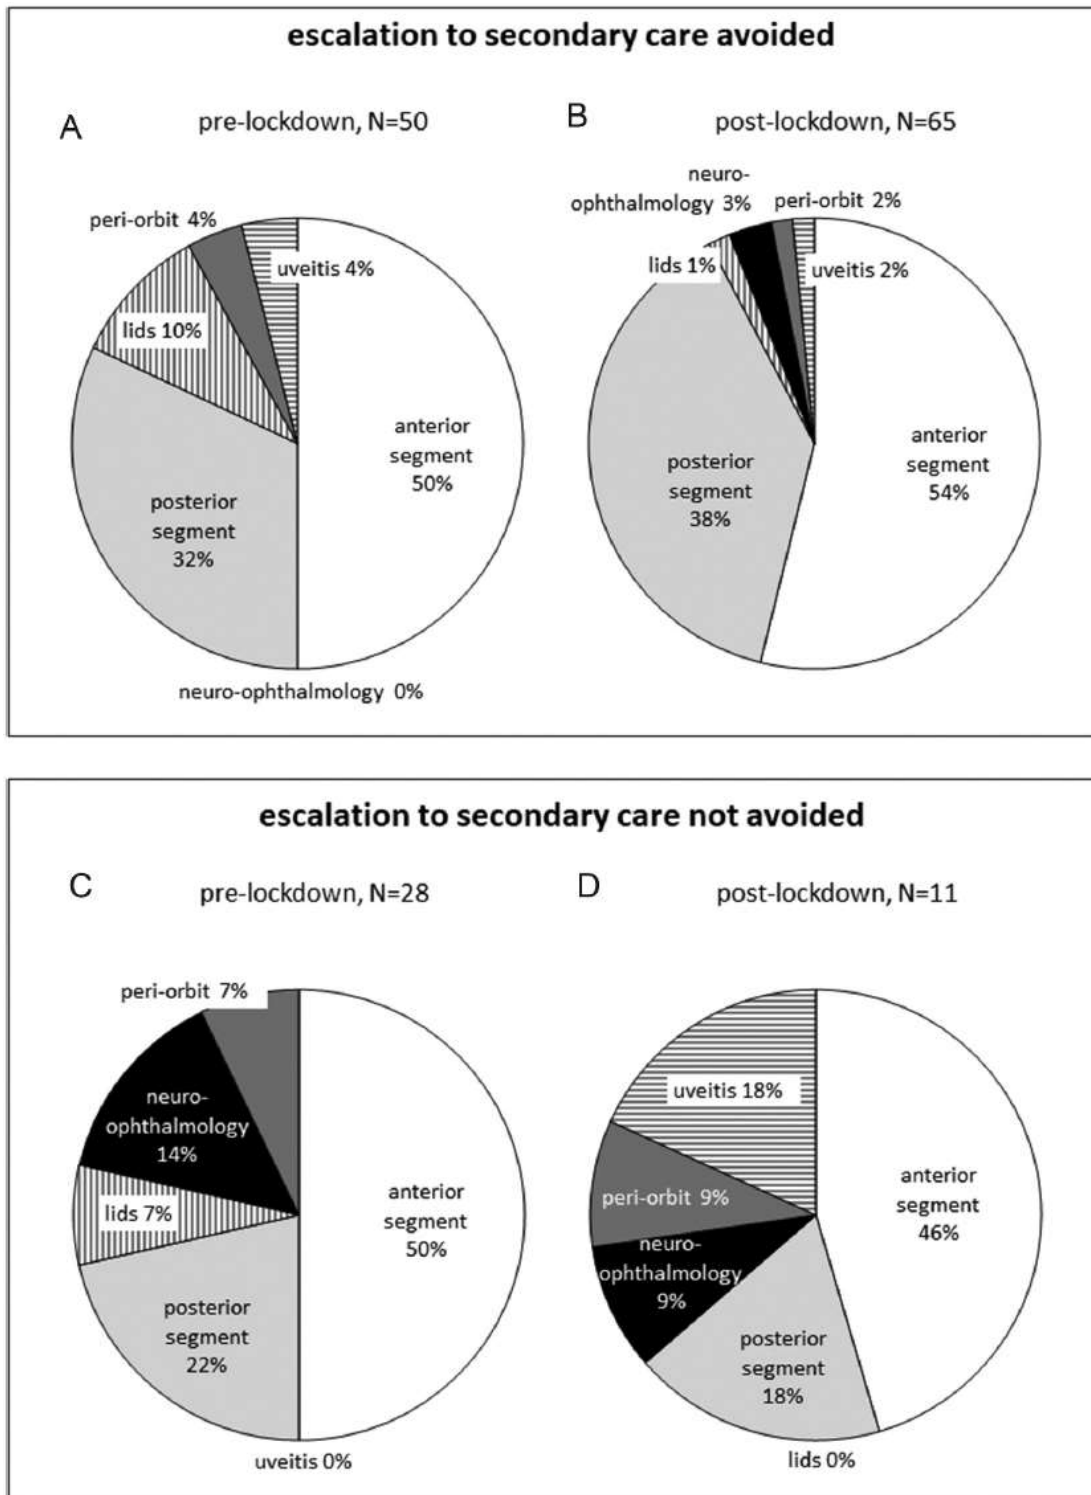 escalation to secondary care avoided
A
pre-lockdown, N=50
peri-orbit 4%
uveitis 4%
lids 10%
anterior
segment
50%
posterior
segment
32%
neuro-ophthalmology 0%
B
post-lockdown, N=65
neuro-
ophthalmology 3%
peri-orbit 2%
lids 1%
uveitis 2%
anterior
segment
54%
posterior
segment
38%
escalation to secondary care not avoided
C
pre-lockdown, N=28
peri-orbit 7%
neuro-
ophthalmology
14%
lids 7%
anterior
segment
50%
posterior
segment
22%
uveitis 0%
D
post-lockdown, N=11
uveitis 18%
peri-orbit 9%
anterior
segment
46%
neuro-
ophthalmology
9%
posterior
segment
18%
lids 0%